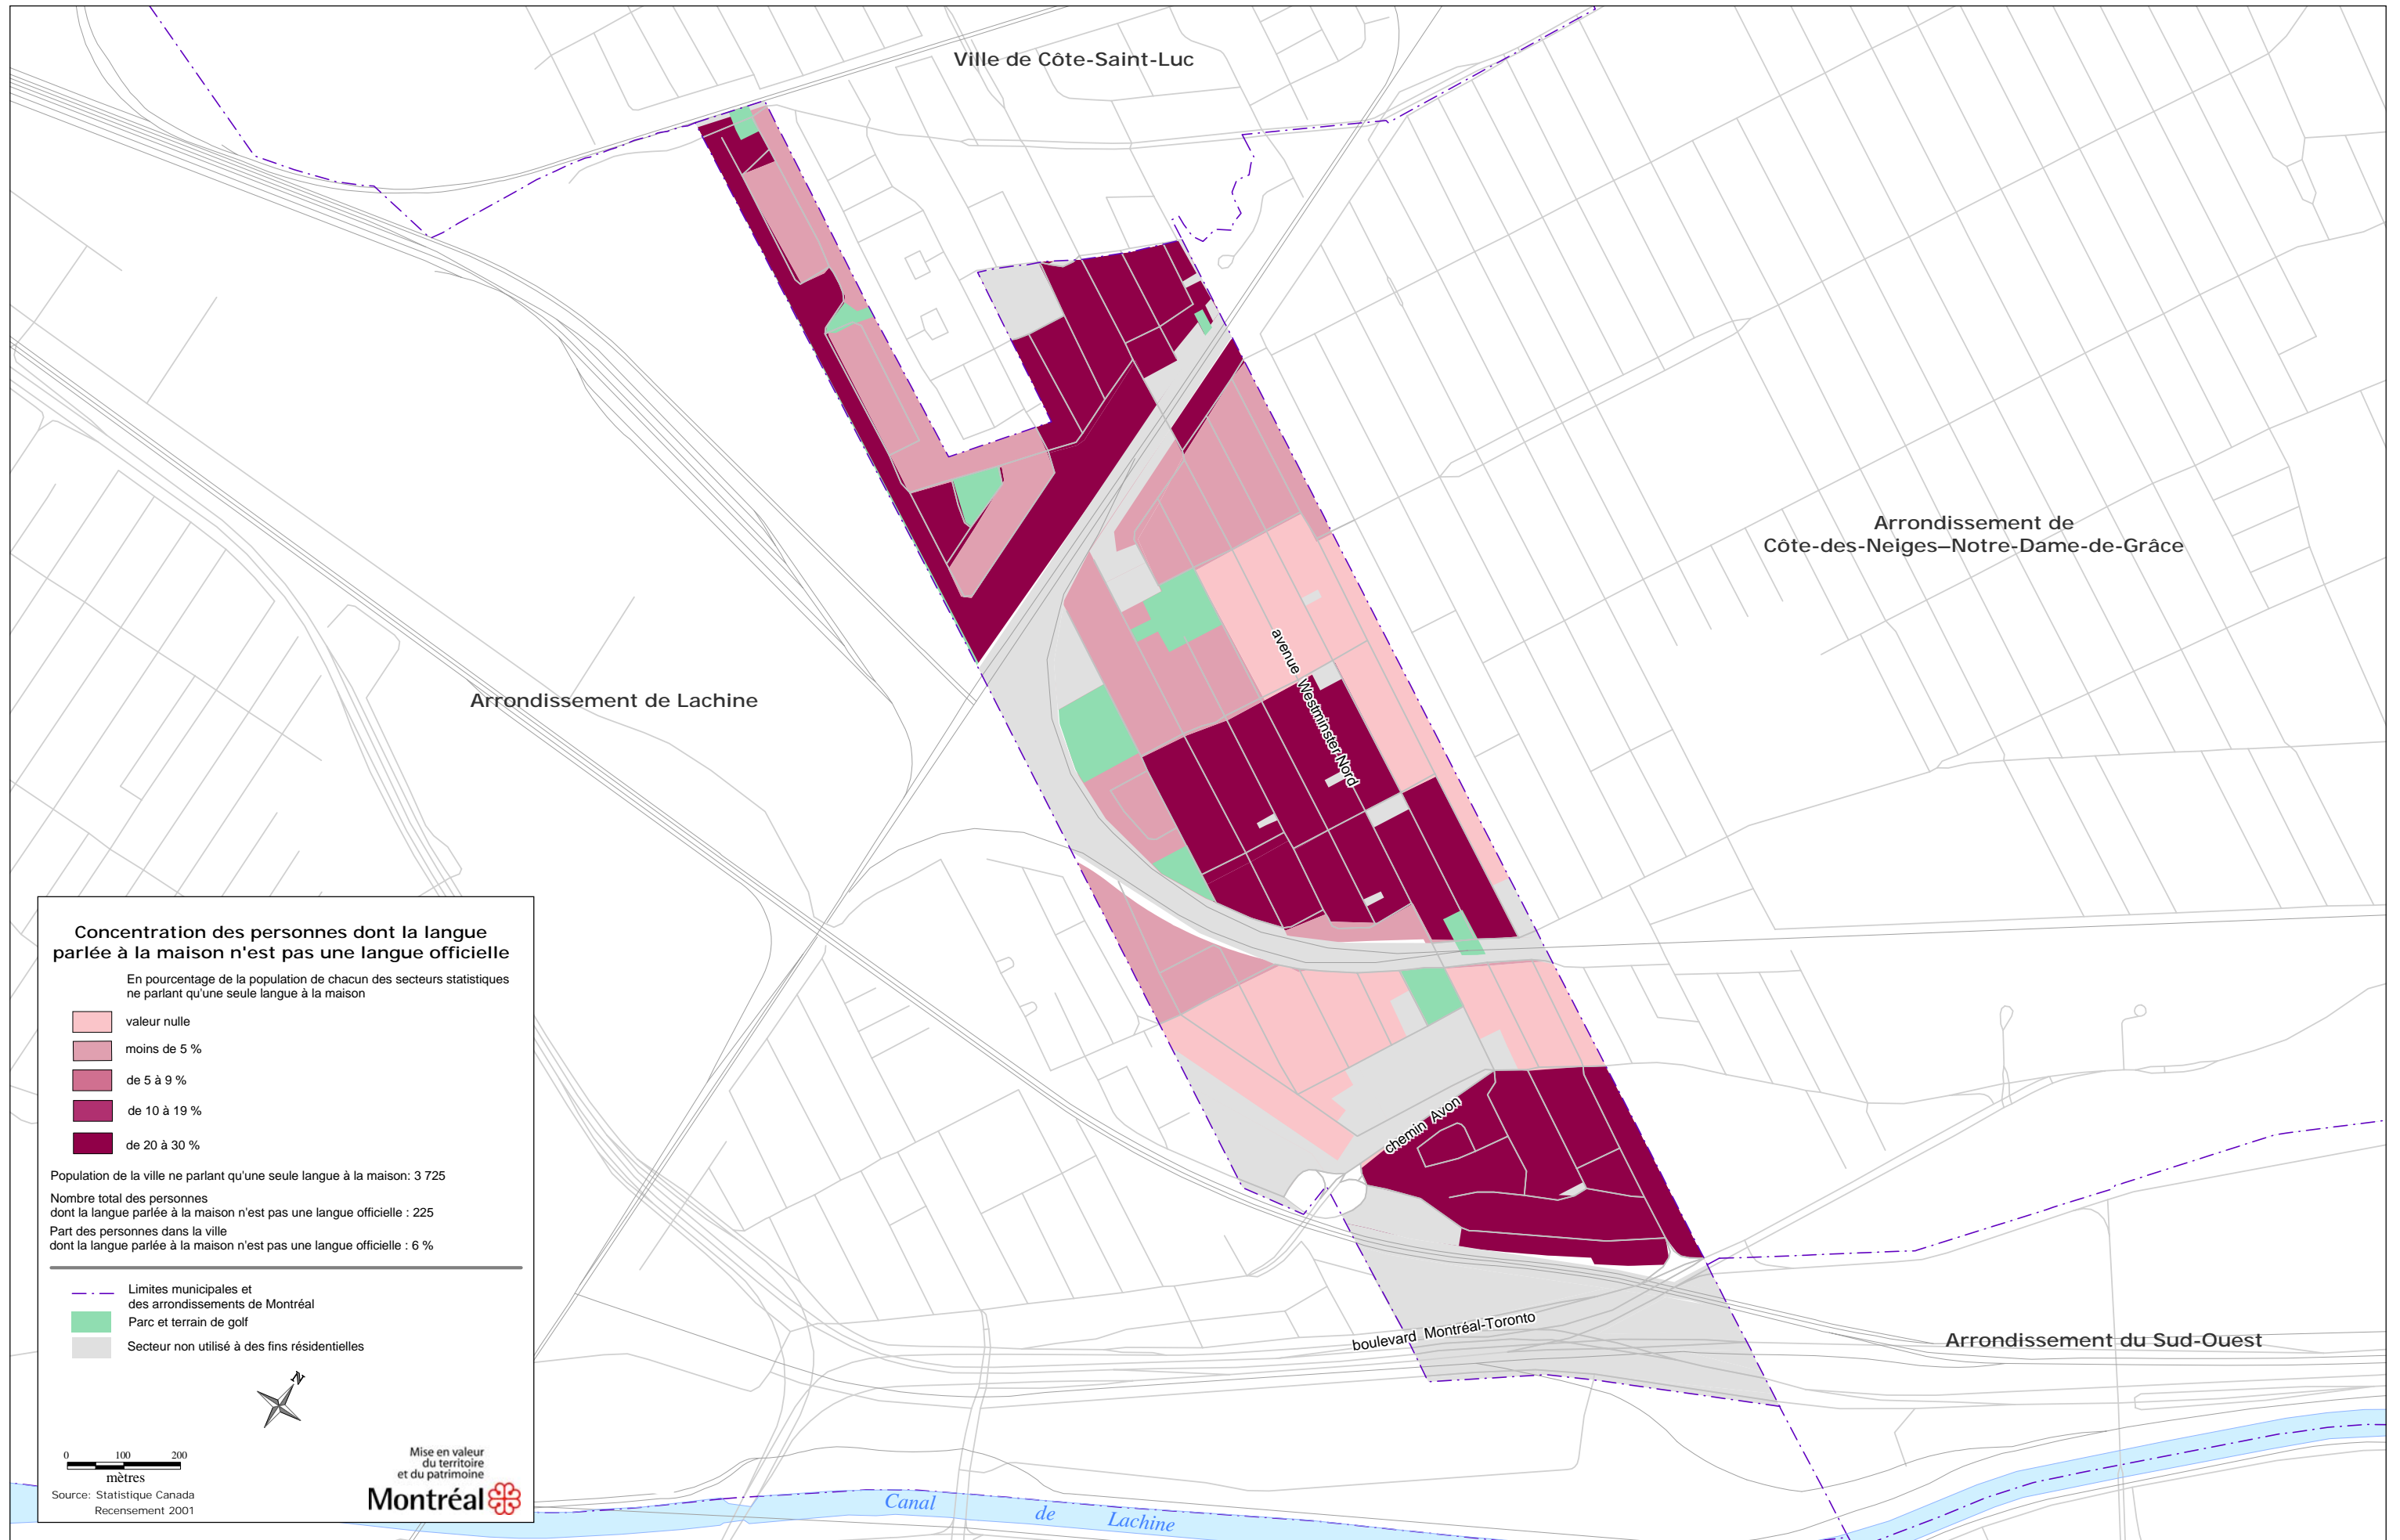 Ville de Côte-Saint-Luc
Arrondissement de
Côte-des-Neiges–Notre-Dame-de-Grâce
Arrondissement de Lachine
avenue Westminster-Nord
chemin Avon
boulevard Montréal-Toronto
Arrondissement du Sud-Ouest
Canal de Lachine
Concentration des personnes dont la langue
parlée à la maison n'est pas une langue officielle
En pourcentage de la population de chacun des secteurs statistiques
ne parlant qu'une seule langue à la maison
valeur nulle
moins de 5 %
de 5 à 9 %
de 10 à 19 %
de 20 à 30 %
Population de la ville ne parlant qu'une seule langue à la maison: 3 725
Nombre total des personnes
dont la langue parlée à la maison n'est pas une langue officielle : 225
Part des personnes dans la ville
dont la langue parlée à la maison n'est pas une langue officielle : 6 %
Limites municipales et
des arrondissements de Montréal
Parc et terrain de golf
Secteur non utilisé à des fins résidentielles
N
0 100 200
mètres
Source: Statistique Canada
Recensement 2001
Mise en valeur
du territoire
et du patrimoine
Montréal